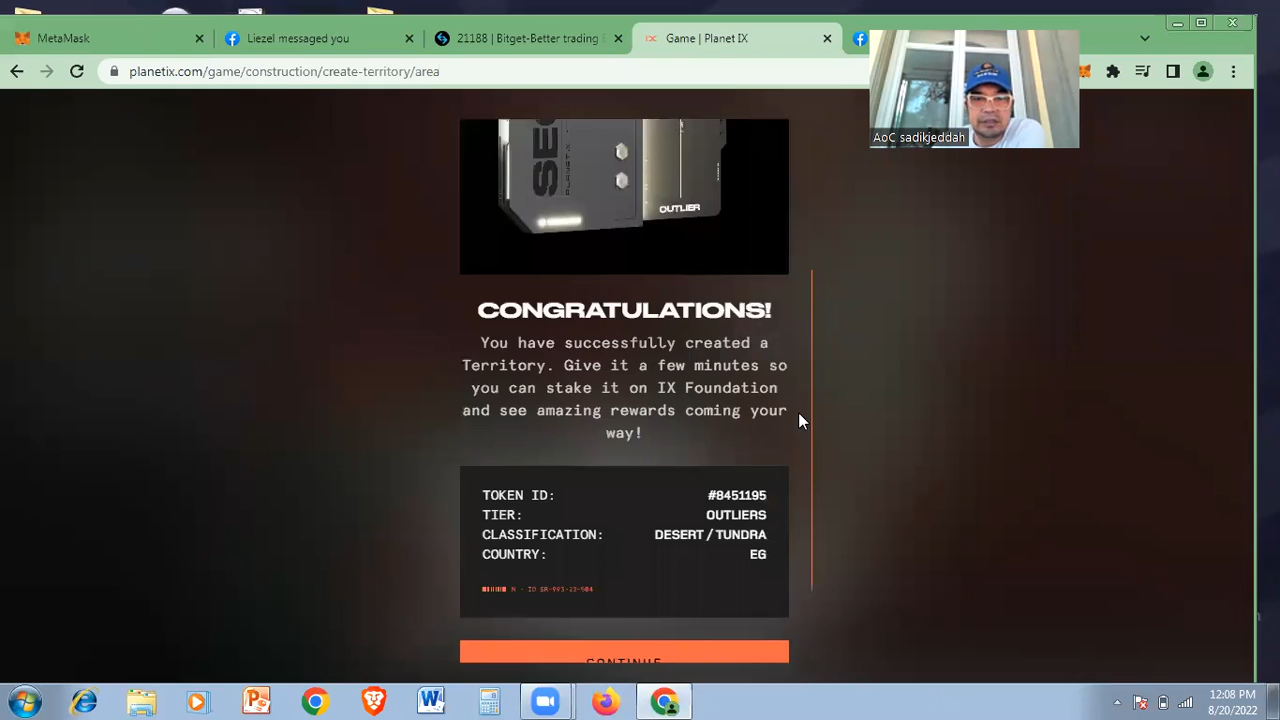 MetaMask
Liezel messaged you
21188 | Bitget-Better trading
Game | Planet IX
planetix.com/game/construction/create-territory/area
AoC sadikjeddah
OUTLIER
CONGRATULATIONS!
You have successfully created a
Territory. Give it a few minutes so
you can stake it on IX Foundation
and see amazing rewards coming your
way!
TOKEN ID: #8451195
TIER: OUTLIERS
CLASSIFICATION: DESERT / TUNDRA
COUNTRY: EG
CONTINUE
12:08 PM
8/20/2022